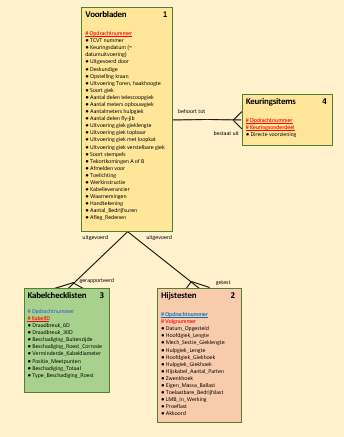 Voorbladen 1
# Opdrachtnummer
● TCVT nummer
● Keuringsdatum (=
datumuitvoering)
● Uitgevoerd door
● Deskundige
● Opstelling kraan
● Uitvoering Toren, haakhoogte
● Soort giek
● Aantal delen telescoopgiek
● Aantal meters opbouwgiek
● Aantalmeters hulpgiek
● Aantal delen fly-jib
● Uitvoering giek gieklengte
● Uitvoering giek topbaar
● Uitvoering giek met loopkat
● Uitvoering giek verstelbare giek
● Soort stempels
● Tekortkomingen A of B
● Afmelden voor
● Toelichting
● Werkinstructie
● Kabelleverancier
● Waarnemingen
● Handtekening
● Aantal_Bedrijfsuren
● Afleg_Redenen
behoort tot
bestaat uit
Keuringsitems 4
# Opdrachtnummer
# Keuringsonderdeel
● Directe voorziening
uitgevoerd
uitgevoerd
gerapporteerd
getest
Kabelchecklisten 3
# Opdrachtnummer
# KabelID
● Draadbreuk_6D
● Draadbreuk_30D
● Beschadiging_Buitenzijde
● Beschadiging_Roest_Corrosie
● Verminderde_Kabeldiameter
● Positie_Meetpunten
● Beschadiging_Totaal
● Type_Beschadiging_Roest
Hijstesten 2
# Opdrachtnummer
# Volgnummer
● Datum_Opgesteld
● Hoofdgiek_Lengte
● Mech_Sectie_Gieklengte
● Hulpgiek_Lengte
● Hoofdgiek_Giekhoek
● Hulpgiek_Giekhoek
● Hijskabel_Aantal_Parten
● Zwenkhoek
● Eigen_Massa_Ballast
● Toelaatbare_Bedrijfslast
● LMB_In_Werking
● Proeflast
● Akkoord